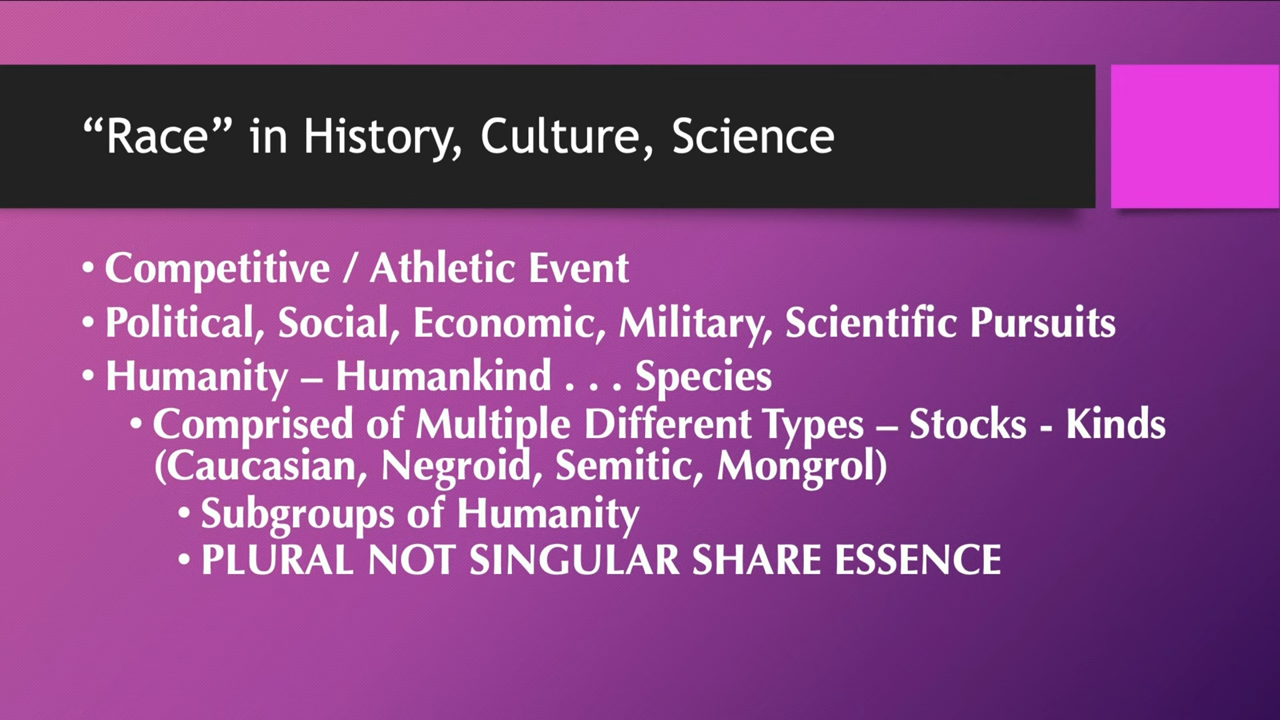 “Race” in History, Culture, Science
• Competitive / Athletic Event
• Political, Social, Economic, Military, Scientific Pursuits
• Humanity – Humankind . . . Species
• Comprised of Multiple Different Types – Stocks - Kinds
(Caucasian, Negroid, Semitic, Mongrol)
• Subgroups of Humanity
• PLURAL NOT SINGULAR SHARE ESSENCE